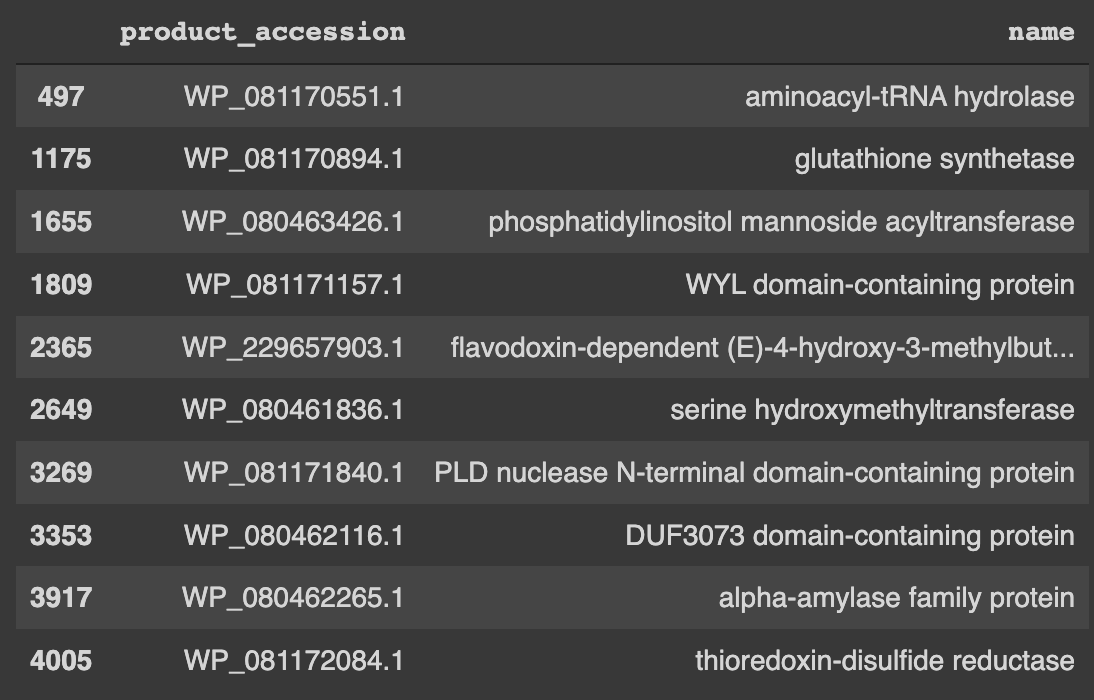 product_accession name
497 WP_081170551.1 aminoacyl-tRNA hydrolase
1175 WP_081170894.1 glutathione synthetase
1655 WP_080463426.1 phosphatidylinositol mannoside acyltransferase
1809 WP_081171157.1 WYL domain-containing protein
2365 WP_229657903.1 flavodoxin-dependent (E)-4-hydroxy-3-methylbut...
2649 WP_080461836.1 serine hydroxymethyltransferase
3269 WP_081171840.1 PLD nuclease N-terminal domain-containing protein
3353 WP_080462116.1 DUF3073 domain-containing protein
3917 WP_080462265.1 alpha-amylase family protein
4005 WP_081172084.1 thioredoxin-disulfide reductase